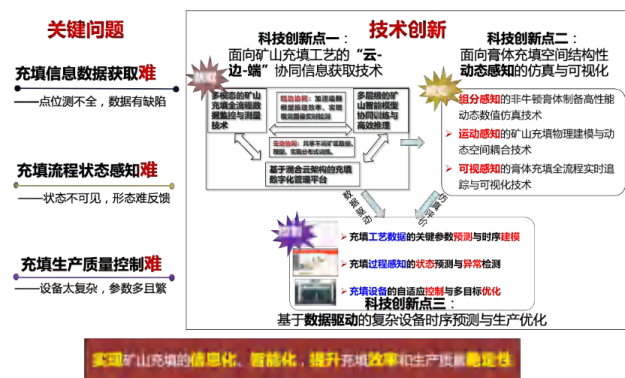 关键问题
充填信息数据获取难
——点位测不全，数据有缺陷
充填流程状态感知难
——状态不可见，形态难反馈
充填生产质量控制难
——设备太复杂，参数多且繁
技术创新
科技创新点一：
面向矿山充填工艺的“云-
边-端”协同信息获取技术
多模态的矿山
充填全流程数
据监控与测量
技术
多层级的矿山
智能模型
协同训练与
高效推理
基于混合云架构的充填
数字化管理平台
科技创新点二：
面向膏体充填空间结构性
动态感知的仿真与可视化
组分感知的非牛顿膏体制备高性能
动态数值仿真技术
运动感知的矿山充填物理建模与动
态空间耦合技术
可视感知的膏体充填全流程实时追
踪与可视化技术
数据驱动
充填工艺数据的关键参数预测与时序建模
充填过程感知的状态预测与异常检测
充填设备的自适应控制与多目标优化
科技创新点三：
基于数据驱动的复杂设备时序预测与生产优化
实现矿山充填的信息化、智能化，提升充填效率和生产质量稳定性